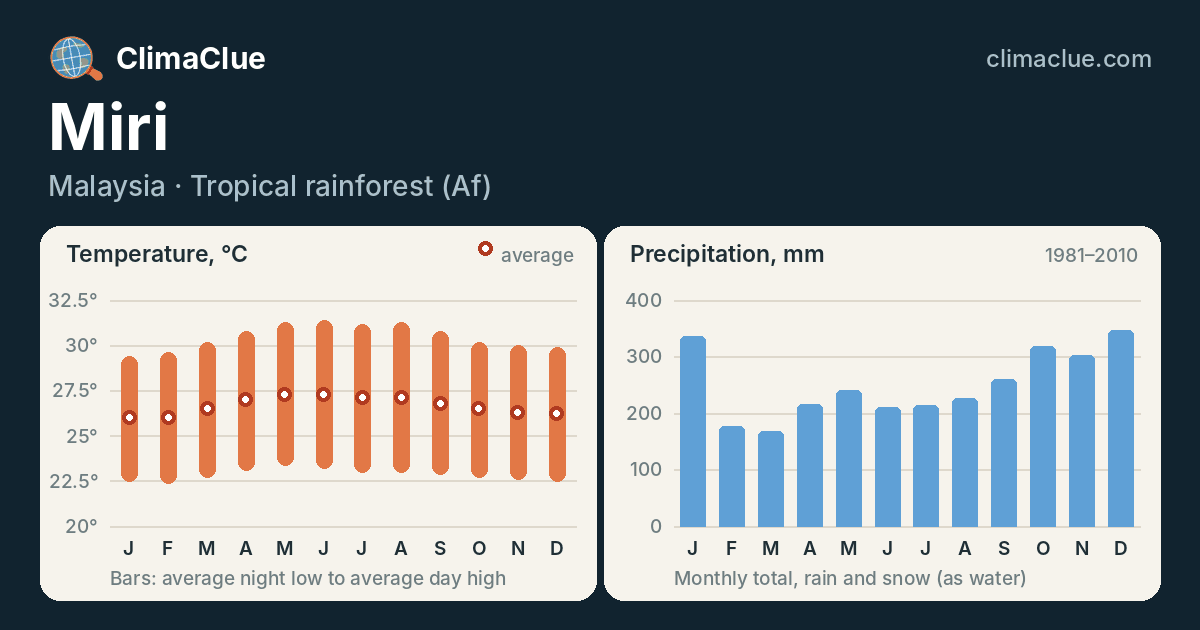 ClimaClue
climaclue.com
Miri
Malaysia · Tropical rainforest (Af)
Temperature, °C
average
32.5°
30°
27.5°
25°
22.5°
20°
J F M A M J J A S O N D
Bars: average night low to average day high
Precipitation, mm
1981–2010
400
300
200
100
0
J F M A M J J A S O N D
Monthly total, rain and snow (as water)